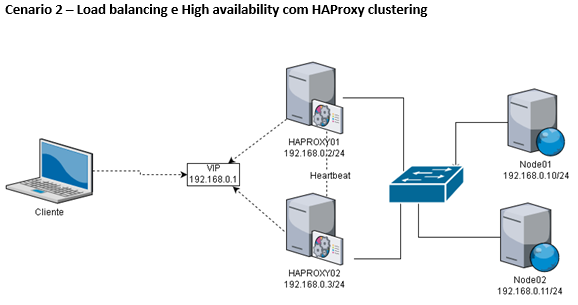 Cenario 2 – Load balancing e High availability com HAProxy clustering
HAPROXY01
192.168.0.2/24
VIP
192.168.0.1
Heartbeat
Cliente
HAPROXY02
192.168.0.3/24
Node01
192.168.0.10/24
Node02
192.168.0.11/24